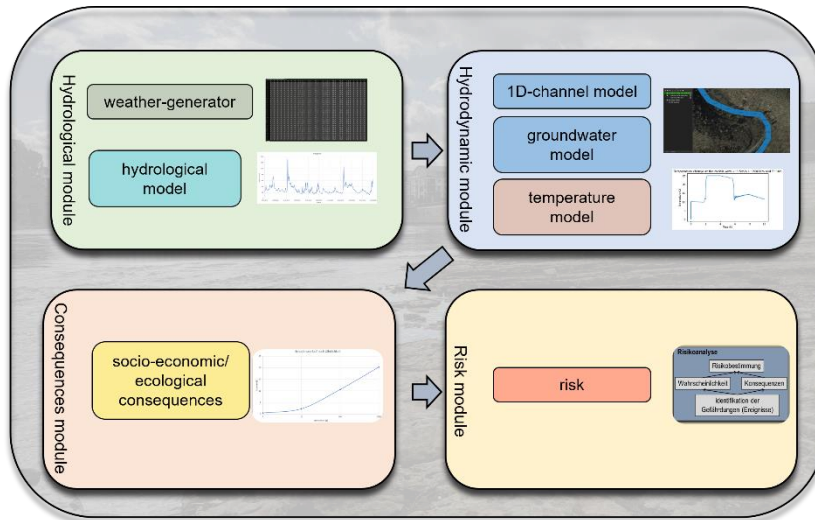 Hydrological module
weather-generator
hydrological
model
Hydrodynamic module
1D-channel model
groundwater
model
temperature
model
Consequences module
socio-economic/
ecological
consequences
Risk module
risk
Risikoanalyse
Risikobestimmung
Wahrscheinlichkeit
Konsequenzen
Identifikation der
Gefährdungen (Ereignisse)